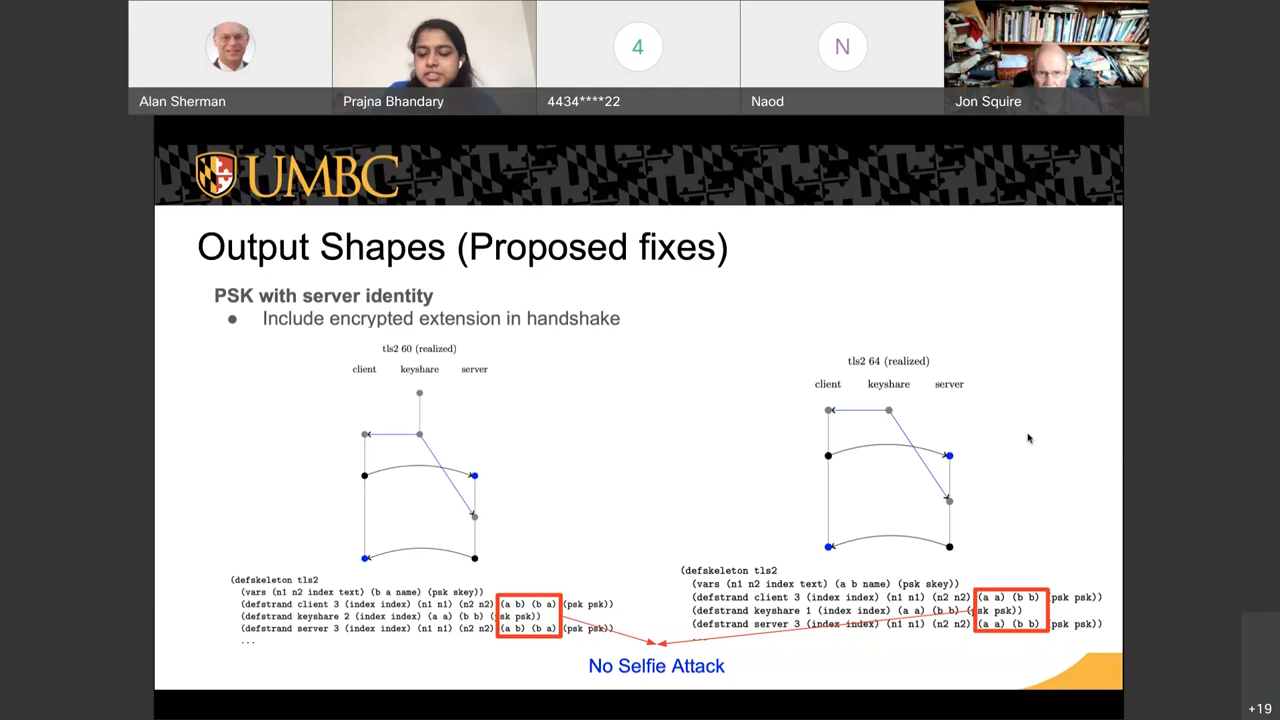 4
N
Alan Sherman
Prajna Bhandary
4434****22
Naod
Jon Squire
UMBC
Output Shapes (Proposed fixes)
PSK with server identity
● Include encrypted extension in handshake
tls2 60 (realized)
client keyshare server
tls2 64 (realized)
client keyshare server
(defskeleton tls2
(vars (n1 n2 index text) (b a name) (psk skey))
(defstrand client 3 (index index) (n1 n1) (n2 n2) (a b) (b a) (psk psk))
(defstrand keyshare 2 (index index) (a a) (b b) (psk psk))
(defstrand server 3 (index index) (n1 n1) (n2 n2) (a b) (b a) (psk psk))
...
(defskeleton tls2
(vars (n1 n2 index text) (a b name) (psk skey))
(defstrand client 3 (index index) (n1 n1) (n2 n2) (a a) (b b) (psk psk))
(defstrand keyshare 1 (index index) (a a) (b b) (psk psk))
(defstrand server 3 (index index) (n1 n1) (n2 n2) (a a) (b b) (psk psk))
...
No Selfie Attack
+19